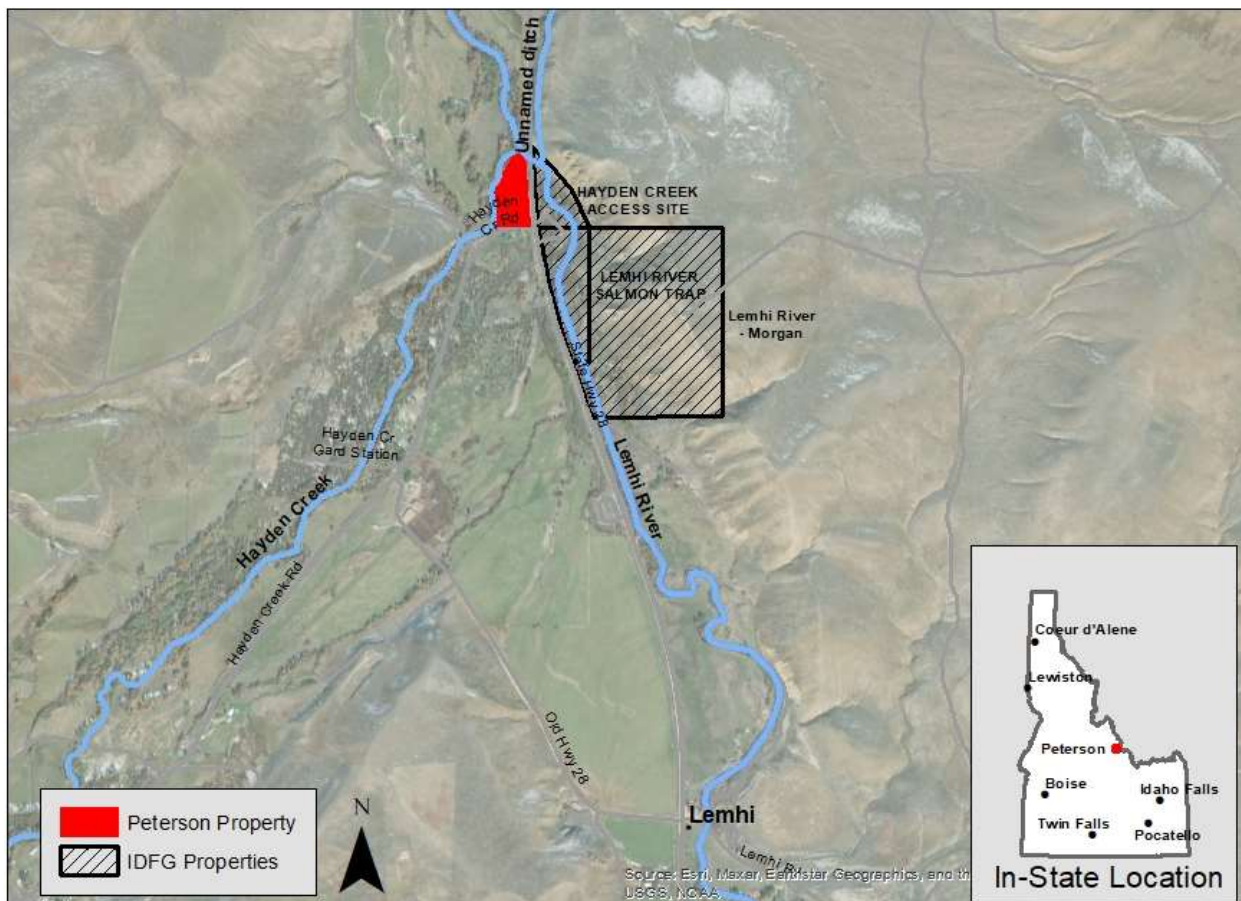 Unnamed ditch
HAYDEN CREEK
ACCESS SITE
Hayden
Cr Rd
LEMHI RIVER
SALMON TRAP
Lemhi River
- Morgan
State Hwy 28
Hayden Cr
Gard Station
Lemhi River
Hayden Creek
Hayden Creek Rd
Old Hwy 28
Lemhi
Lemhi Rd
Source: Esri, Maxar, Earthstar Geographics, and th
USGS, NOAA
Peterson Property
IDFG Properties
N
Coeur d'Alene
Lewiston
Peterson
Boise
Idaho Falls
Twin Falls
Pocatello
In-State Location